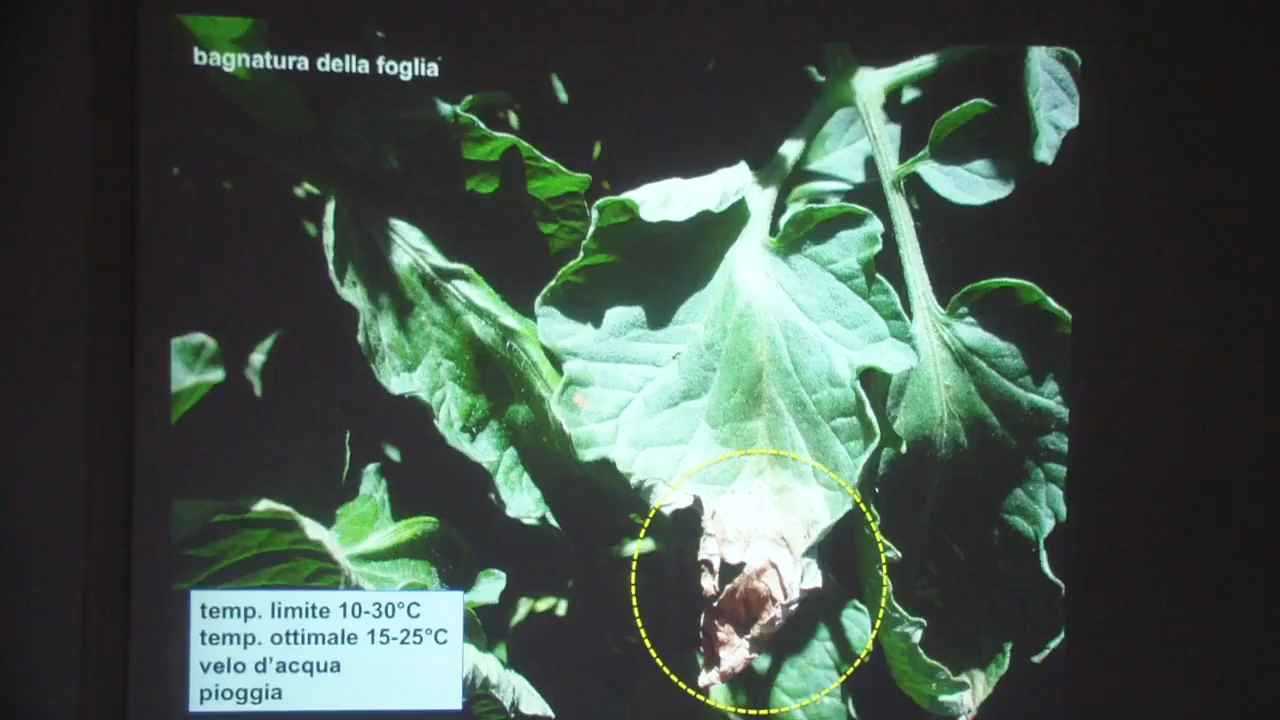 bagnatura della foglia
temp. limite 10-30°C
temp. ottimale 15-25°C
velo d'acqua
pioggia